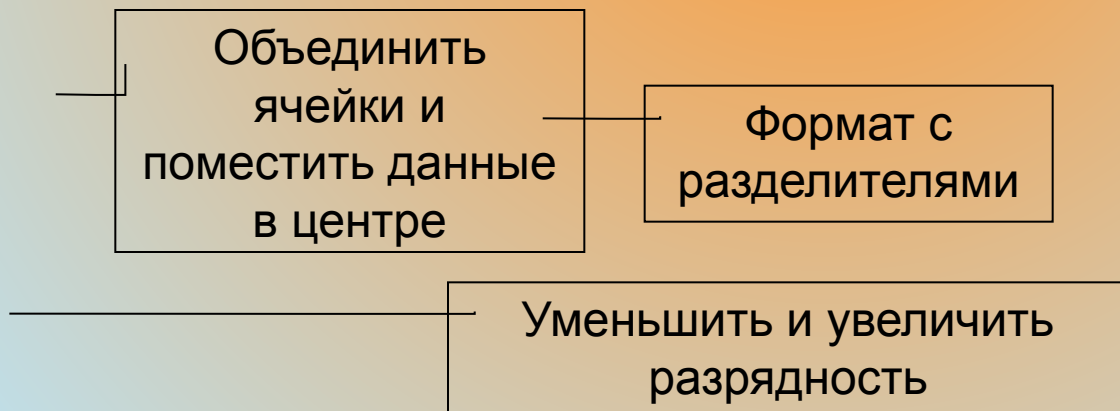 Объединить
ячейки и
поместить данные
в центре
Формат с
разделителями
Уменьшить и увеличить
разрядность